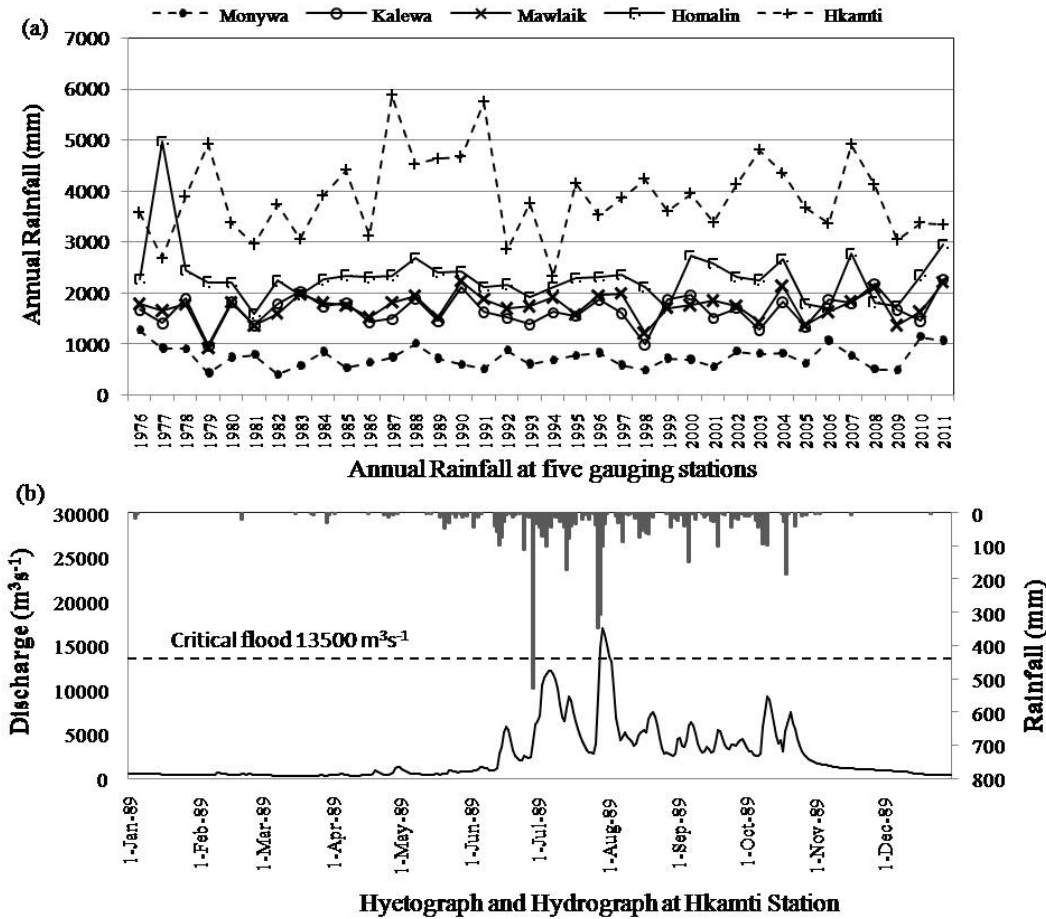 Monywa Kalewa Mawlaik Homalin Hkamti
(a)
7000
6000
5000
4000
3000
2000
1000
0
Annual Rainfall (mm)
1976 1977 1978 1979 1980 1981 1982 1983 1984 1985 1986 1987 1988 1989 1990 1991 1992 1993 1994 1995 1996 1997 1998 1999 2000 2001 2002 2003 2004 2005 2006 2007 2008 2009 2010 2011
Annual Rainfall at five gauging stations
(b)
30000
25000
20000
15000
10000
5000
0
Discharge (m³s⁻¹)
Critical flood 13500 m³s⁻¹
0
100
200
300
400
500
600
700
800
Rainfall (mm)
1-Jan-89 1-Feb-89 1-Mar-89 1-Apr-89 1-May-89 1-Jun-89 1-Jul-89 1-Aug-89 1-Sep-89 1-Oct-89 1-Nov-89 1-Dec-89
Hyetograph and Hydrograph at Hkamti Station